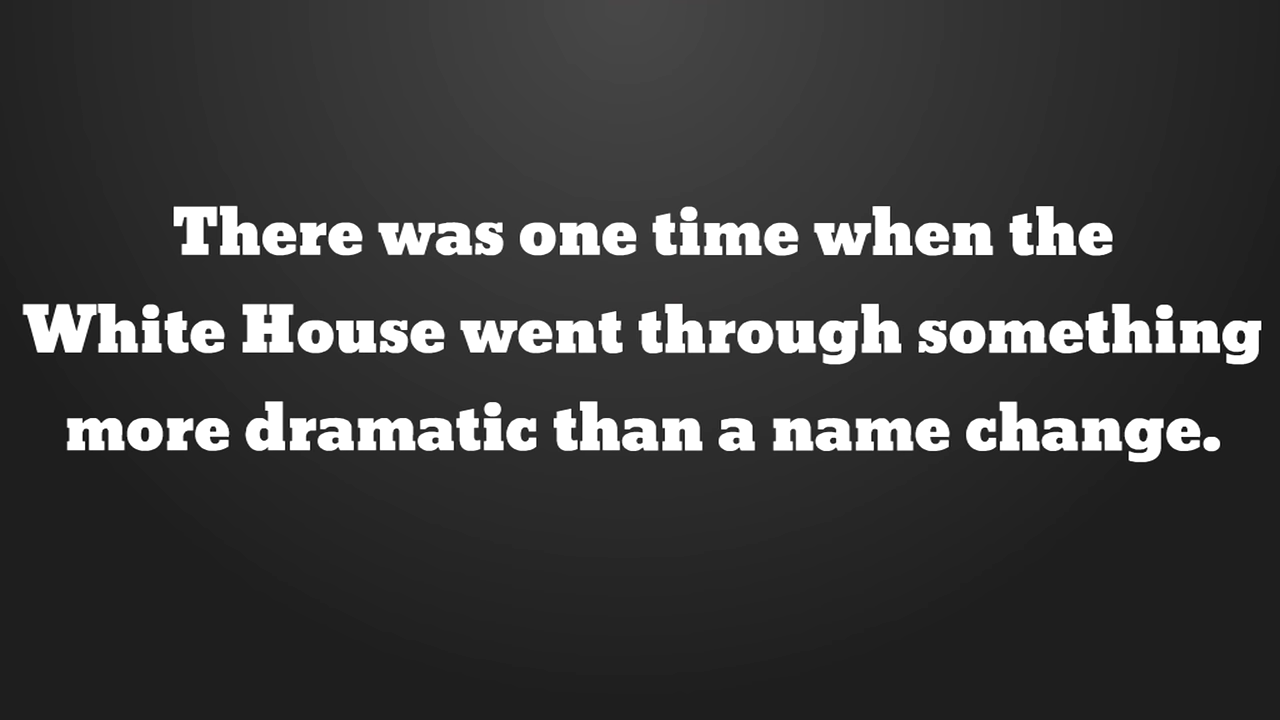 There was one time when the
White House went through something
more dramatic than a name change.